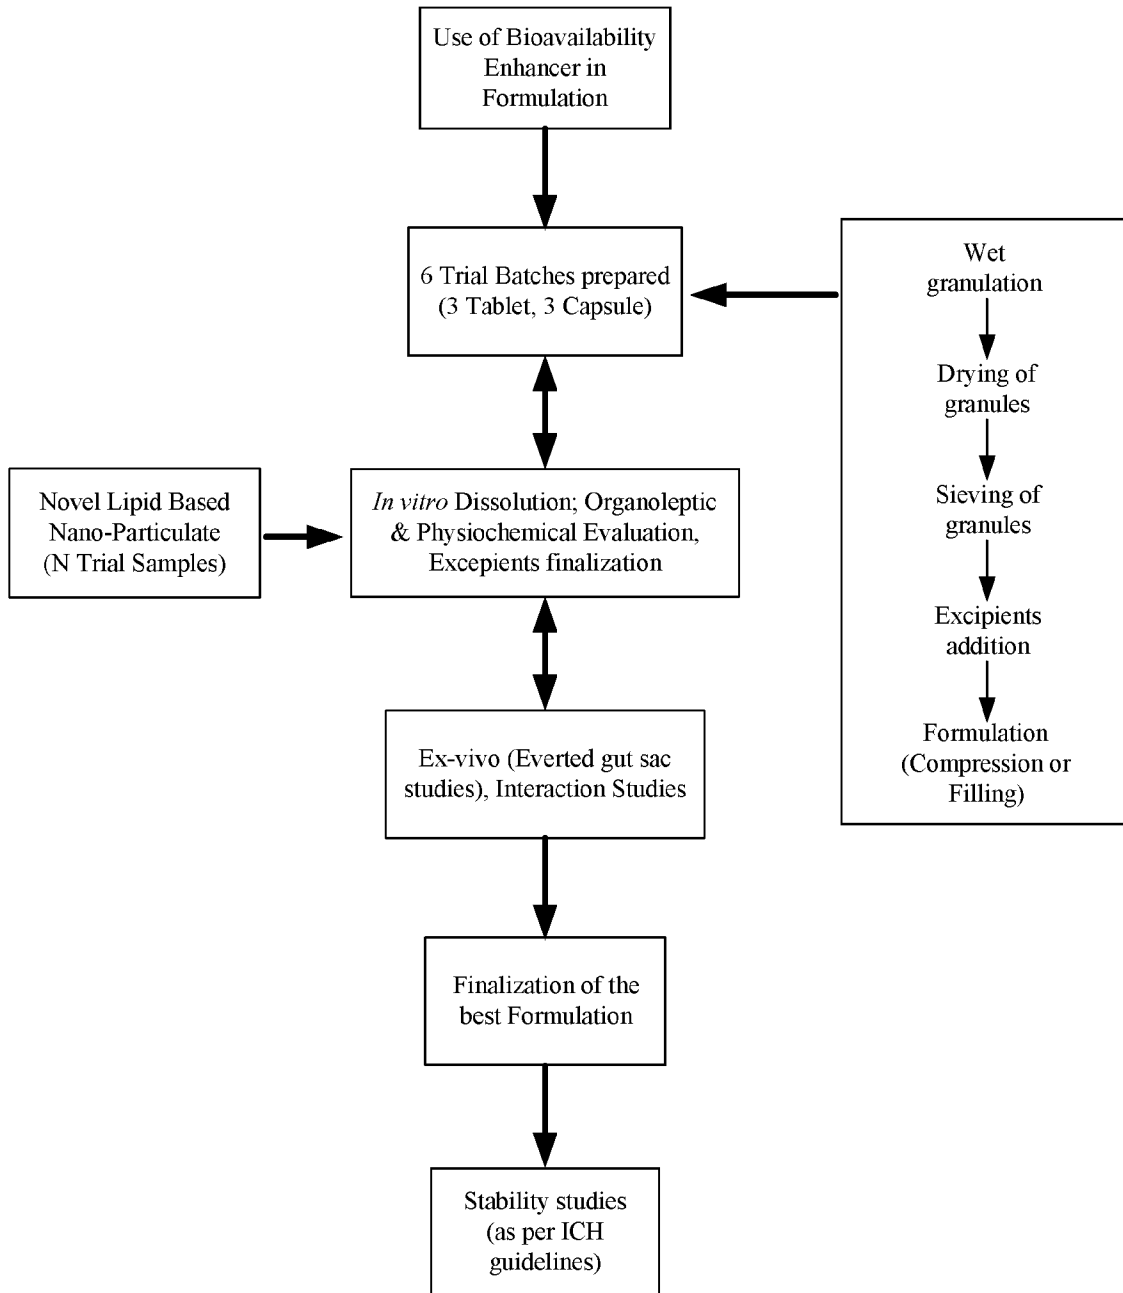 Use of Bioavailability
Enhancer in
Formulation
6 Trial Batches prepared
(3 Tablet, 3 Capsule)
Wet
granulation
Drying of
granules
Sieving of
granules
Excipients
addition
Formulation
(Compression or
Filling)
Novel Lipid Based
Nano-Particulate
(N Trial Samples)
In vitro Dissolution; Organoleptic
& Physiochemical Evaluation,
Excepients finalization
Ex-vivo (Everted gut sac
studies), Interaction Studies
Finalization of the
best Formulation
Stability studies
(as per ICH
guidelines)